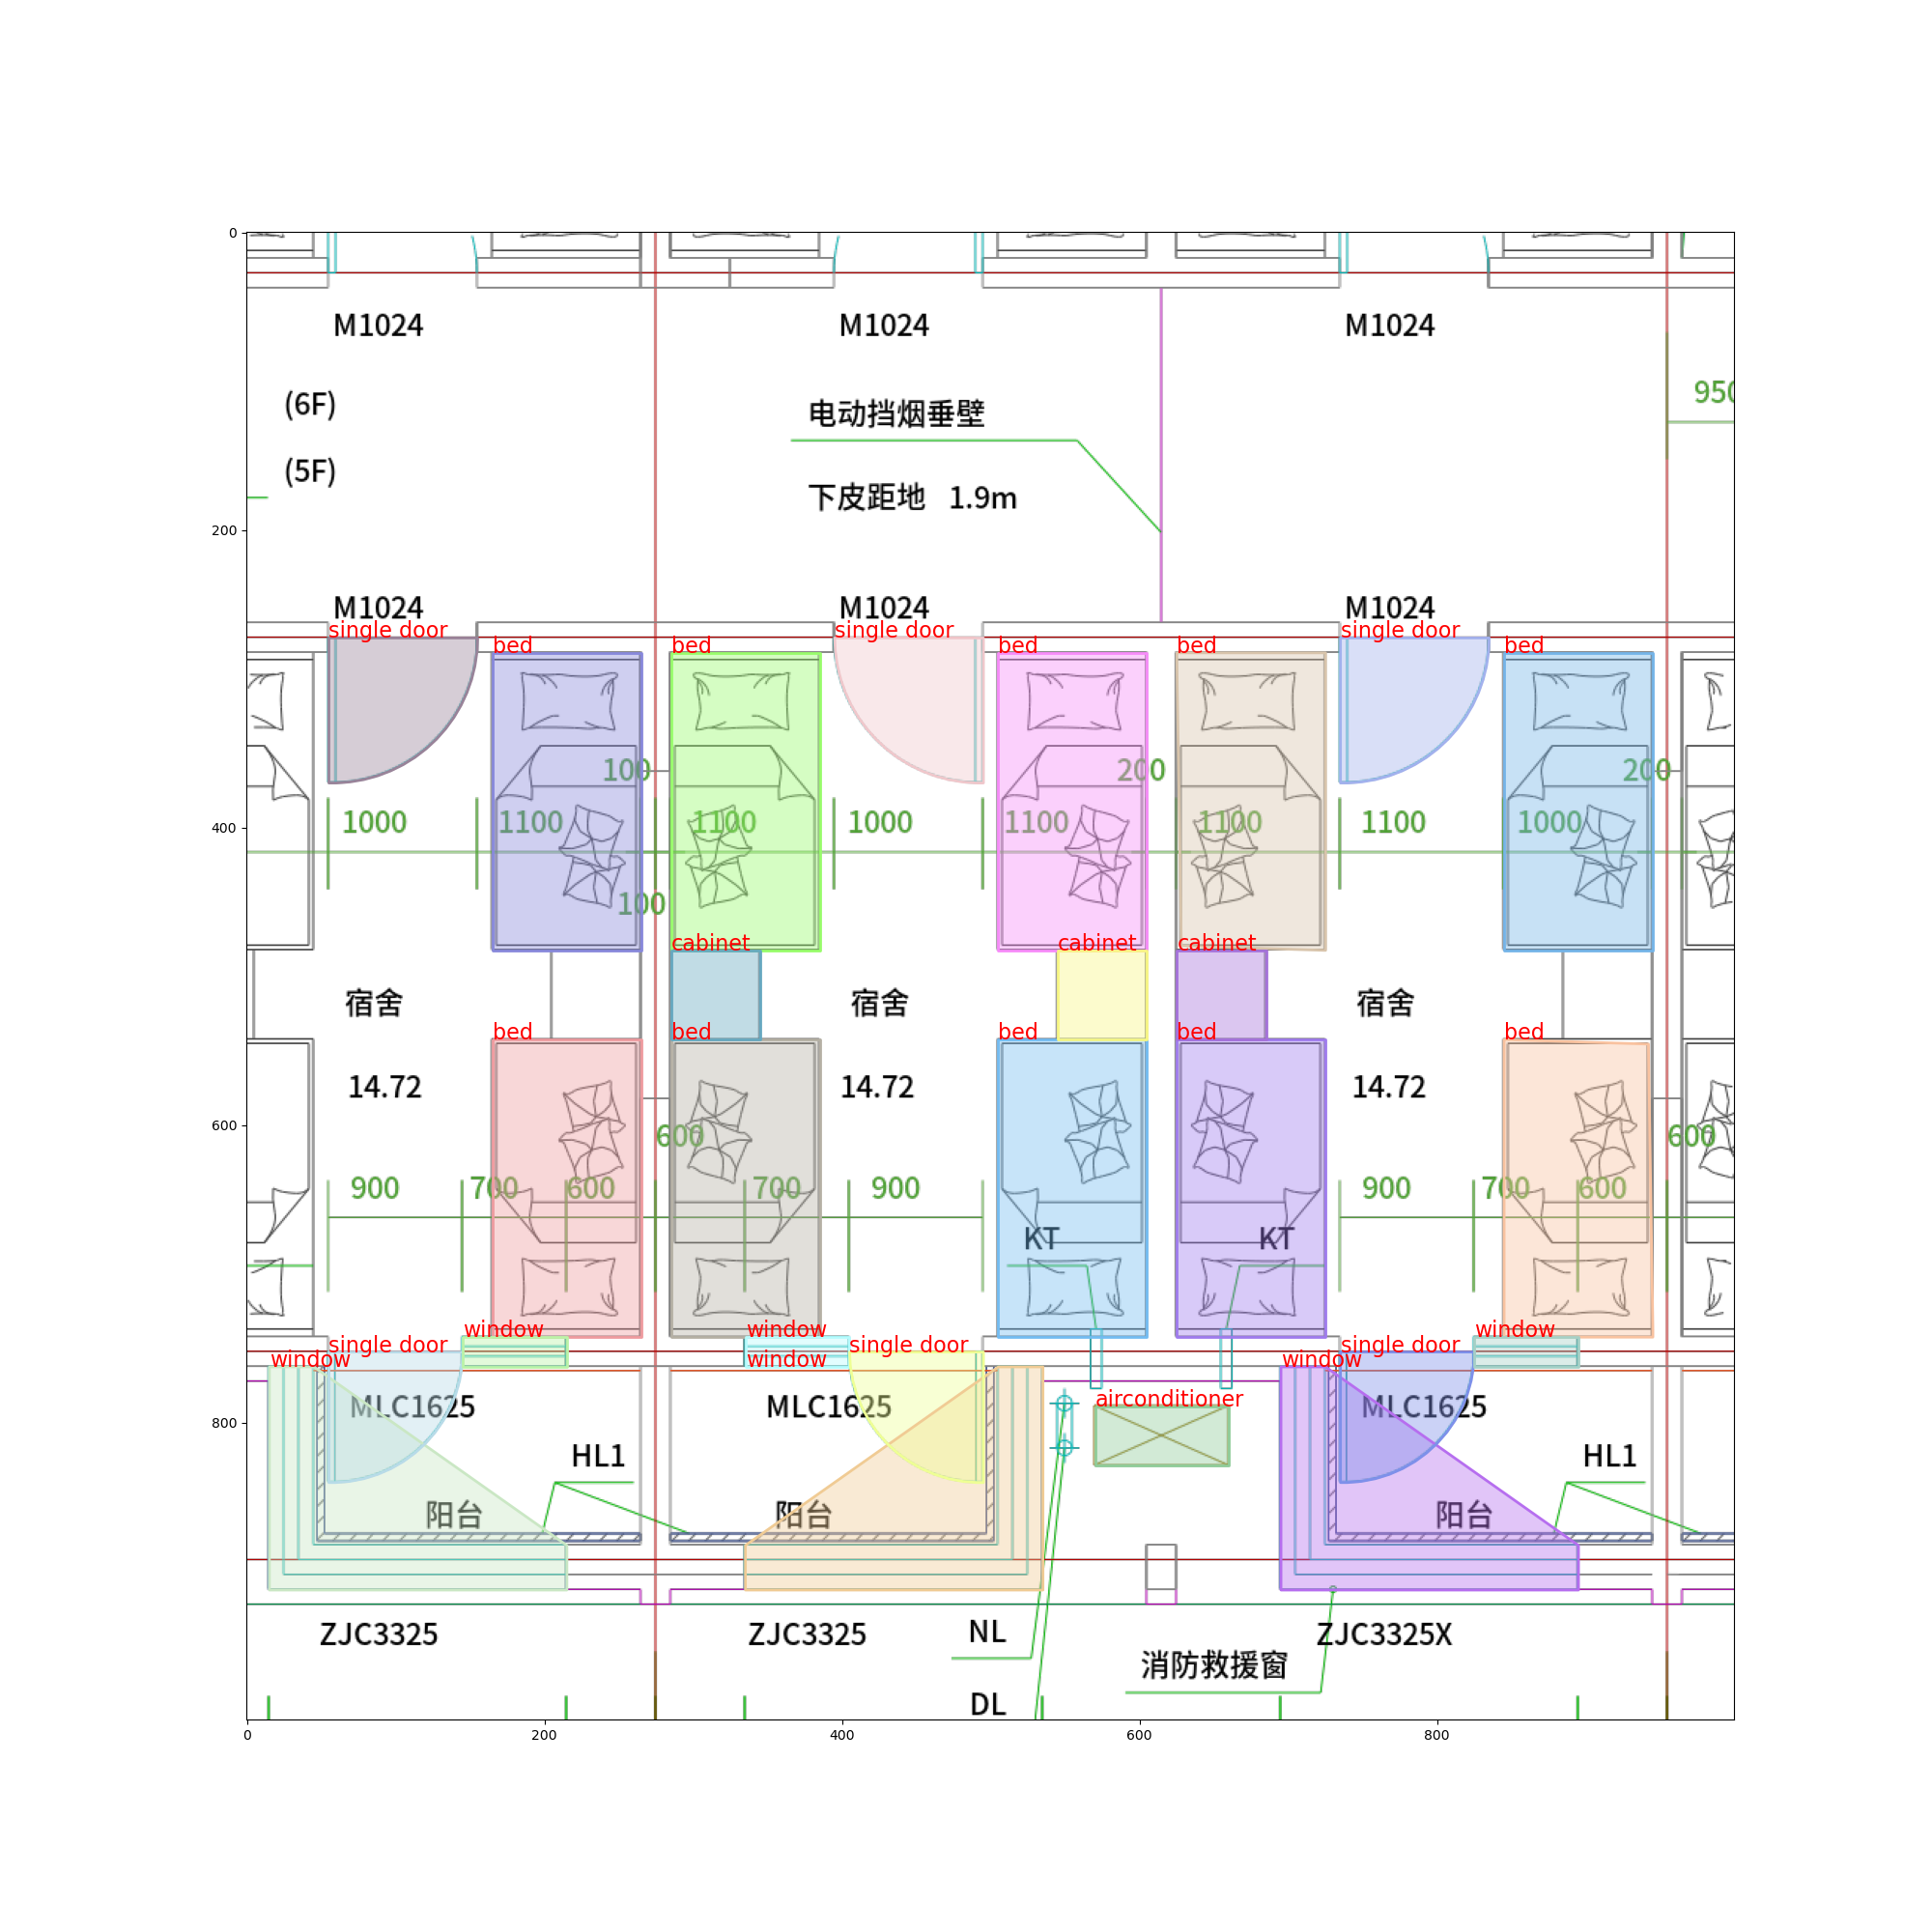 0
M1024 M1024 M1024
(6F)
电动挡烟垂壁
950
(5F)
下皮距地 1.9m
200
M1024 M1024 M1024
single door single door single door
bed bed bed bed bed
100 200 200
400
1000 1100 1100 1000 1100 1100 1100 1000
100
cabinet cabinet cabinet
宿舍 宿舍 宿舍
bed bed bed bed bed
14.72 14.72 14.72
600
600 600
900 700 600 700 900 900 700 600
KT KT
window window window
single door single door single door
window window window
airconditioner
MLC1625 MLC1625 MLC1625
800
HL1 HL1
阳台 阳台 阳台
ZJC3325 ZJC3325 NL ZJC3325X
消防救援窗
DL
0 200 400 600 800